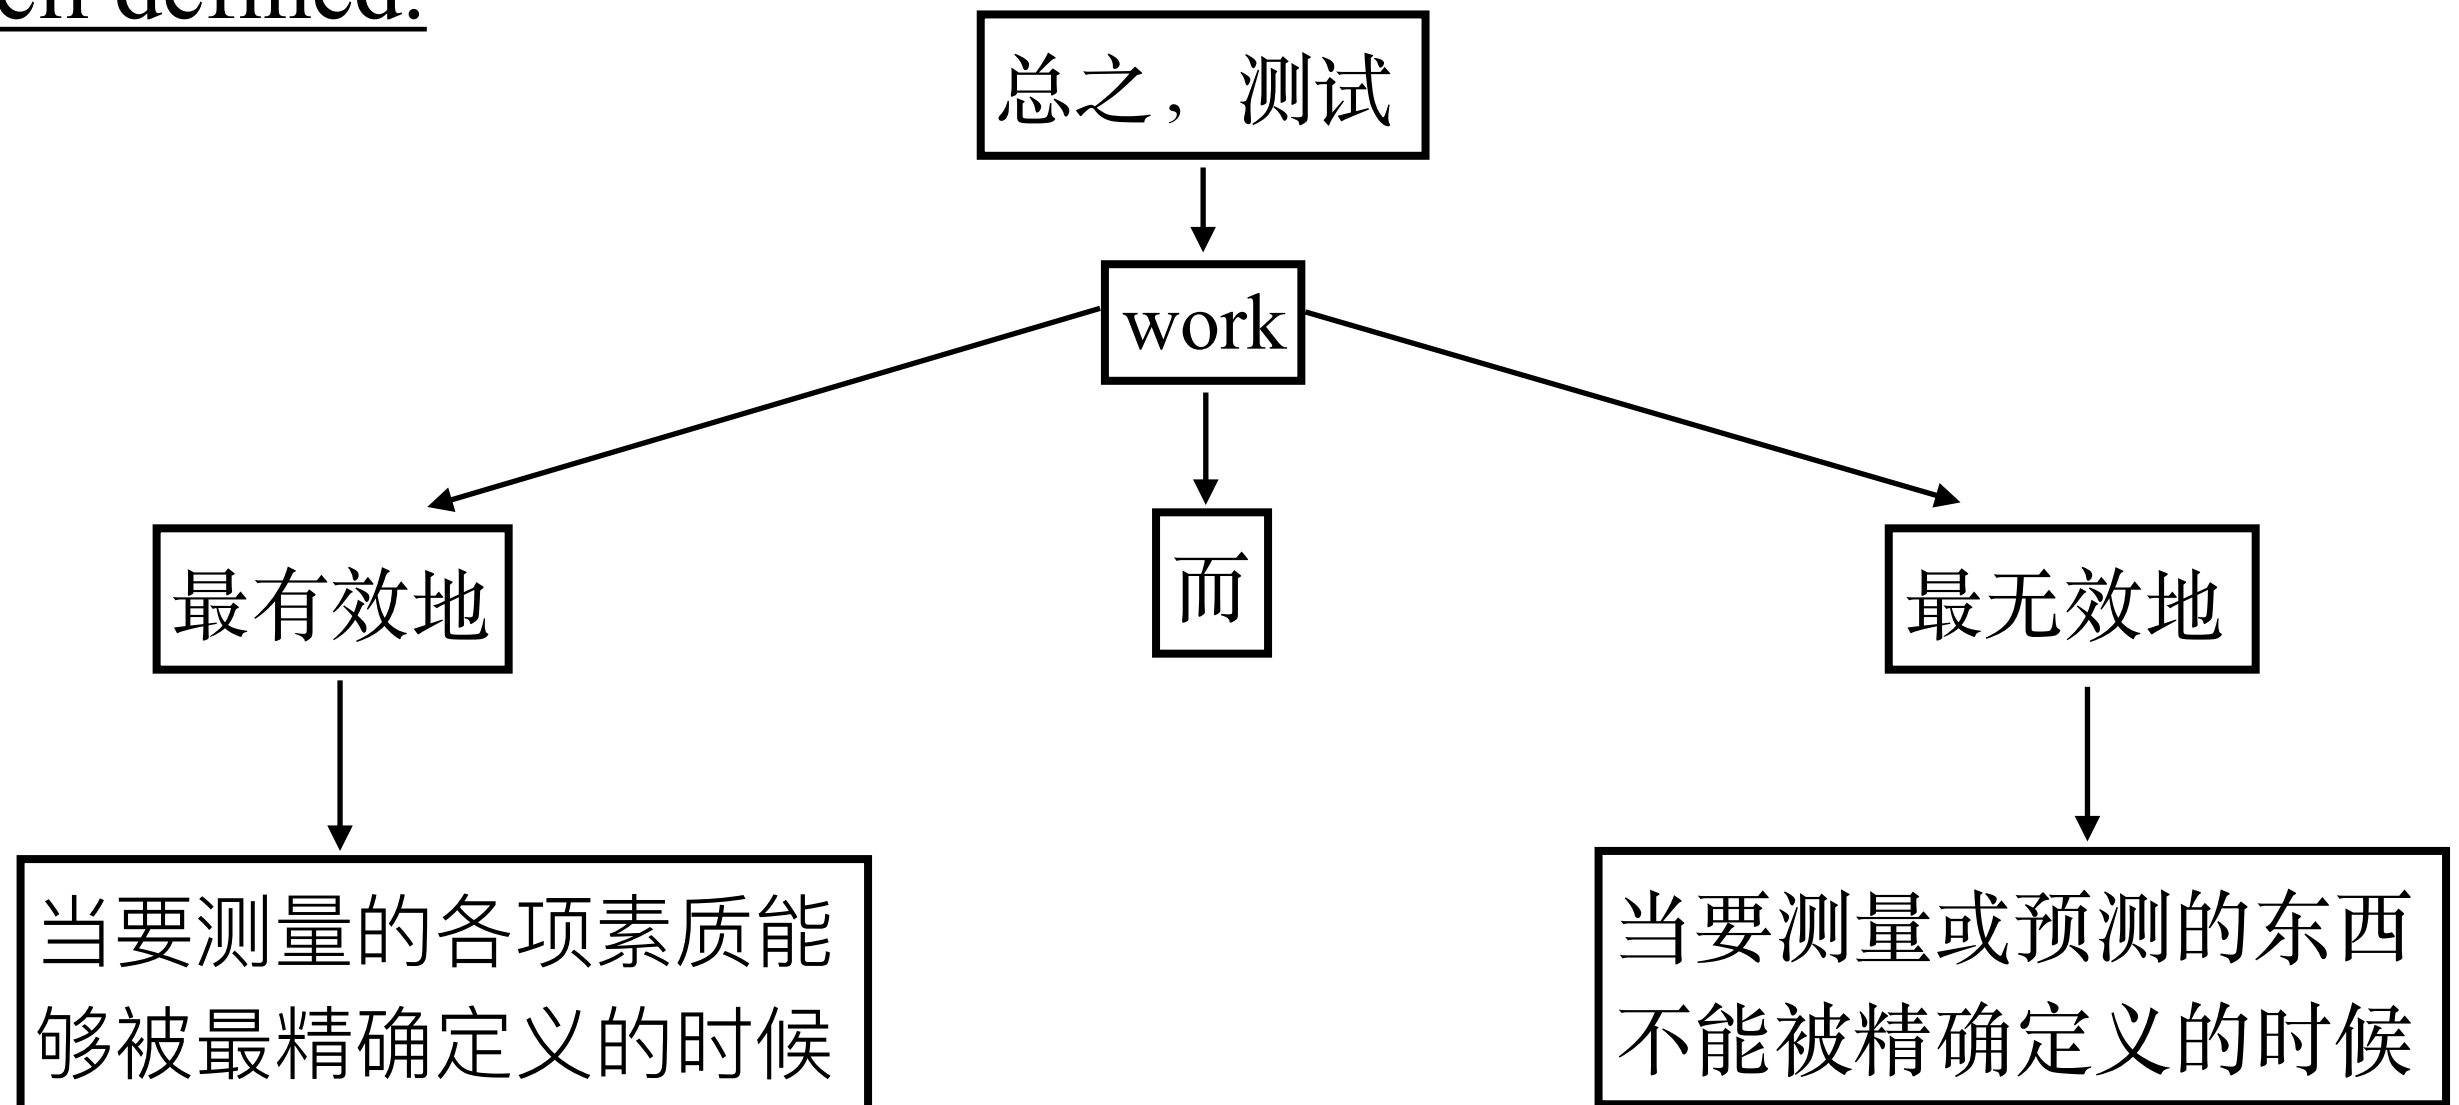 defined.
总之，测试
work
最有效地
而
最无效地
当要测量的各项素质能
够被最精确定义的时候
当要测量或预测的东西
不能被精确定义的时候